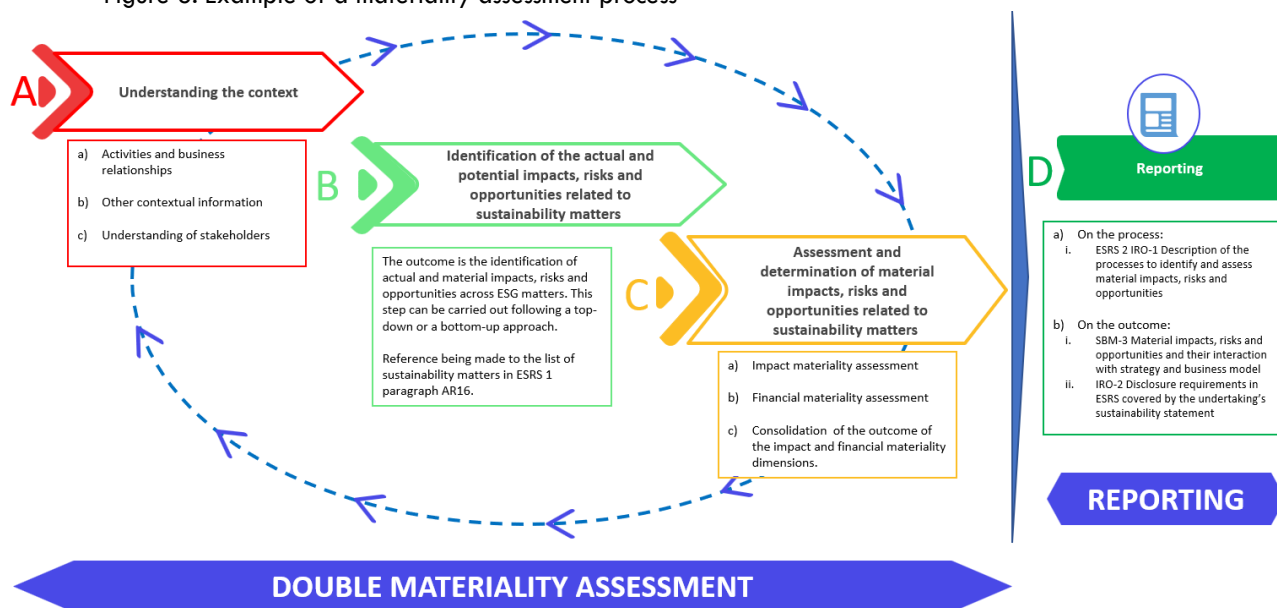 Figure 6: Example of a materiality assessment process
A
Understanding the context
a) Activities and business
relationships
b) Other contextual information
c) Understanding of stakeholders
B
Identification of the actual and
potential impacts, risks and
opportunities related to
sustainability matters
The outcome is the identification of
actual and material impacts, risks and
opportunities across ESG matters. This
step can be carried out following a top-
down or a bottom-up approach.
Reference being made to the list of
sustainability matters in ESRS 1
paragraph AR16.
C
Assessment and
determination of material
impacts, risks and
opportunities related to
sustainability matters
a) Impact materiality assessment
b) Financial materiality assessment
c) Consolidation of the outcome of
the impact and financial materiality
dimensions.
D
Reporting
a) On the process:
i. ESRS 2 IRO-1 Description of the
processes to identify and assess
material impacts, risks and
opportunities
b) On the outcome:
i. SBM-3 Material impacts, risks and
opportunities and their interaction
with strategy and business model
ii. IRO-2 Disclosure requirements in
ESRS covered by the undertaking's
sustainability statement
REPORTING
DOUBLE MATERIALITY ASSESSMENT